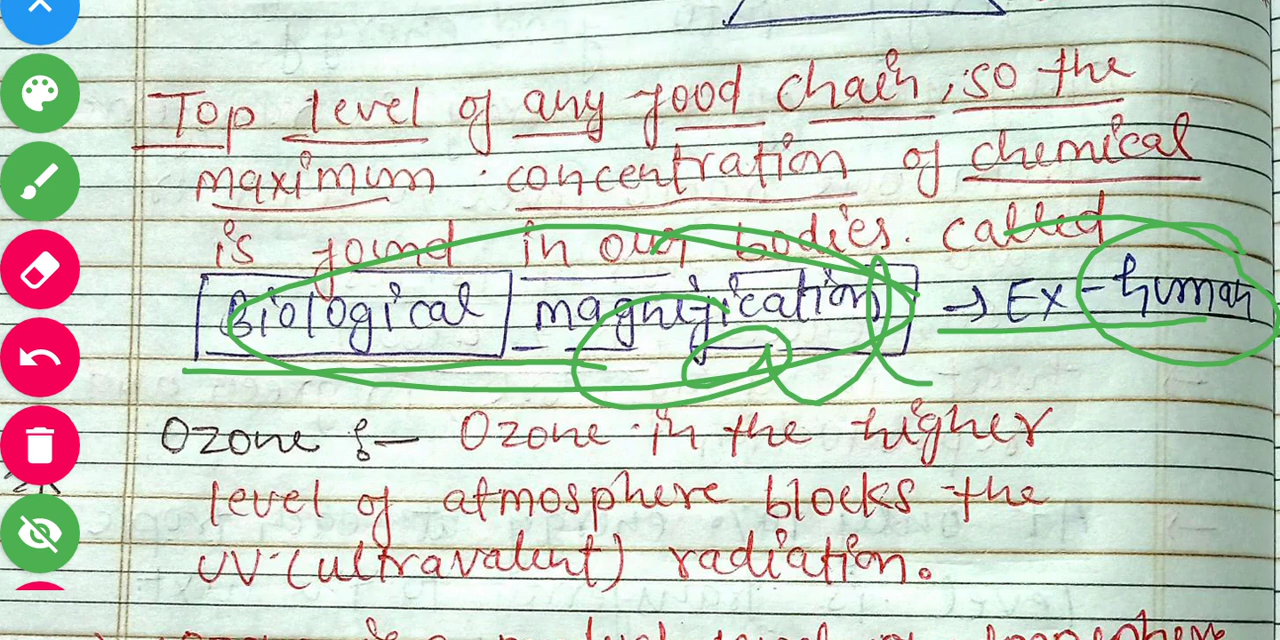 Top level of any food chain, so the
maximum concentration of chemical
is found in our bodies. called
Biological magnification → Ex - human
Ozone :- Ozone in the higher
level of atmosphere blocks the
UV (ultravalent) radiation.